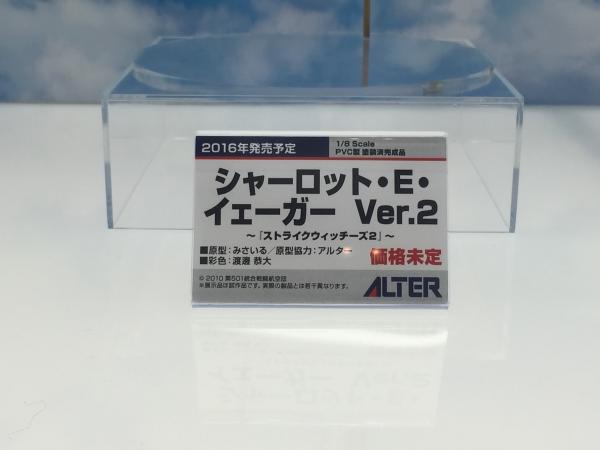 2016年発売予定
1/8 Scale
PVC製 塗装済完成品
シャーロット・E・
イェーガー Ver.2
〜『ストライクウィッチーズ2』〜
■原型:みさいる/原型協力:アルター
■彩色:渡邊 恭大
価格未定
© 2010 第501統合戦闘航空団
※展示品は試作品です。実際の製品とは若干異なります。
ALTER